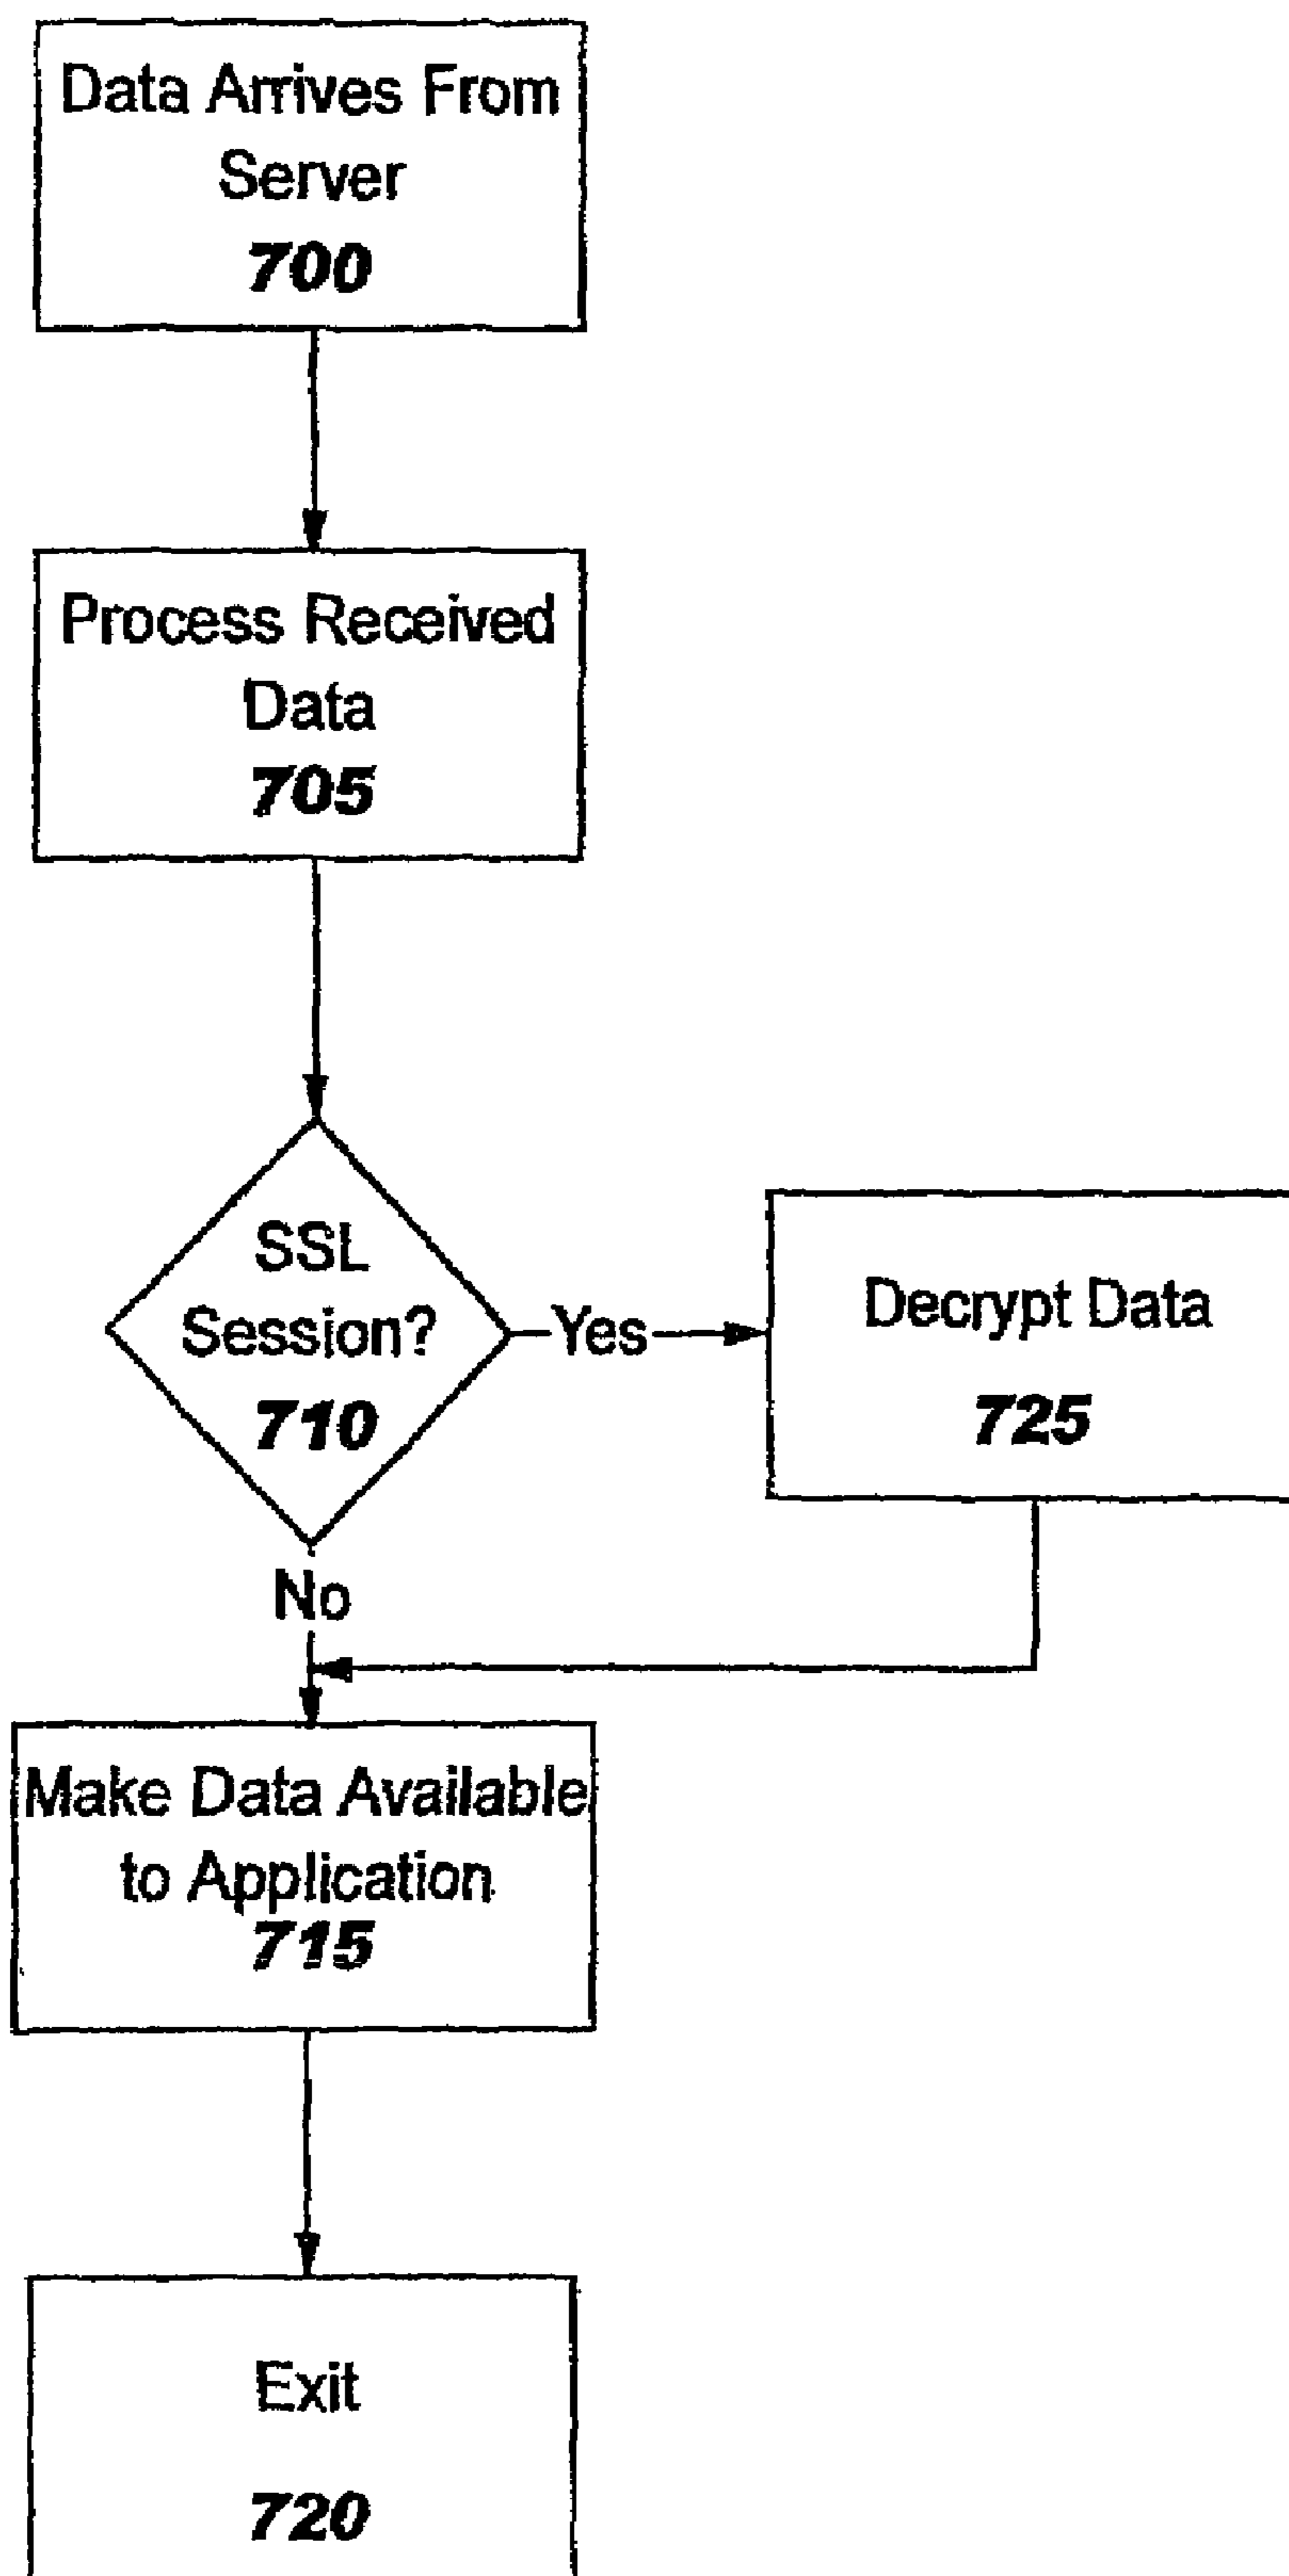 Data Arrives From
Server
700
Process Received
Data
705
SSL
Session?
710
Yes
Decrypt Data
725
No
Make Data Available
to Application
715
Exit
720